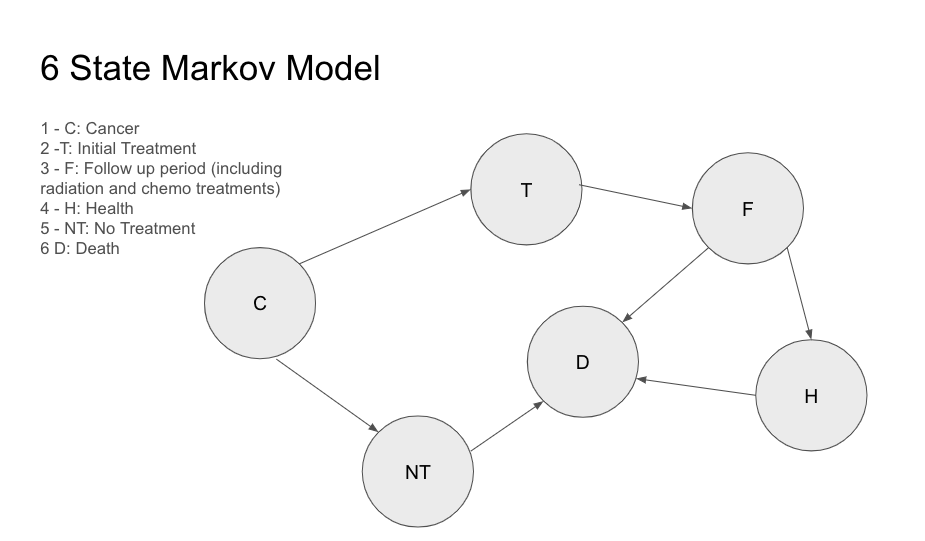 6 State Markov Model
1 - C: Cancer
2 -T: Initial Treatment
3 - F: Follow up period (including
radiation and chemo treatments)
4 - H: Health
5 - NT: No Treatment
6 D: Death
T
F
C
D
H
NT